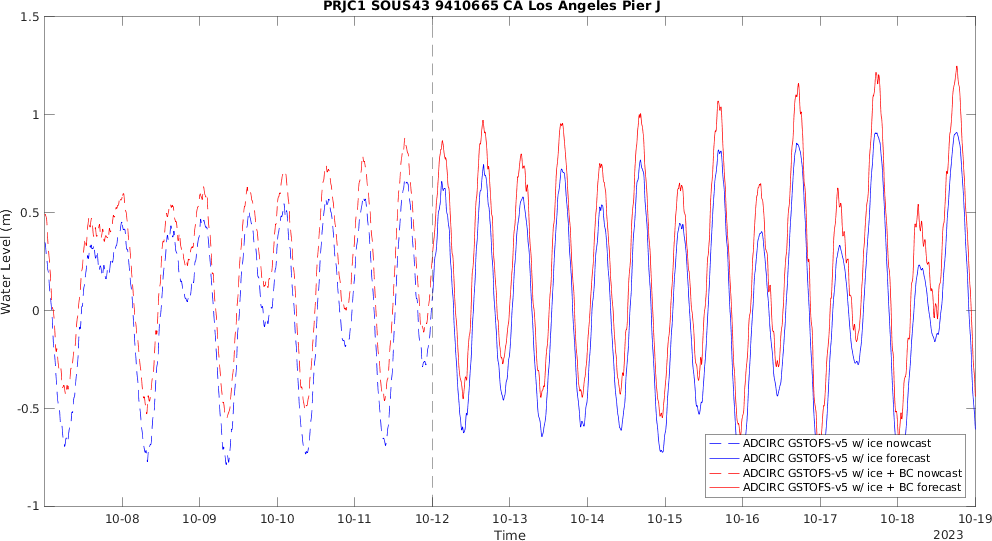 PRJC1 SOUS43 9410665 CA Los Angeles Pier J
1.5
1
0.5
0
-0.5
-1
Water Level (m)
10-08 10-09 10-10 10-11 10-12 10-13 10-14 10-15 10-16 10-17 10-18 10-19
Time
2023
ADCIRC GSTOFS-v5 w/ ice nowcast
ADCIRC GSTOFS-v5 w/ ice forecast
ADCIRC GSTOFS-v5 w/ ice + BC nowcast
ADCIRC GSTOFS-v5 w/ ice + BC forecast